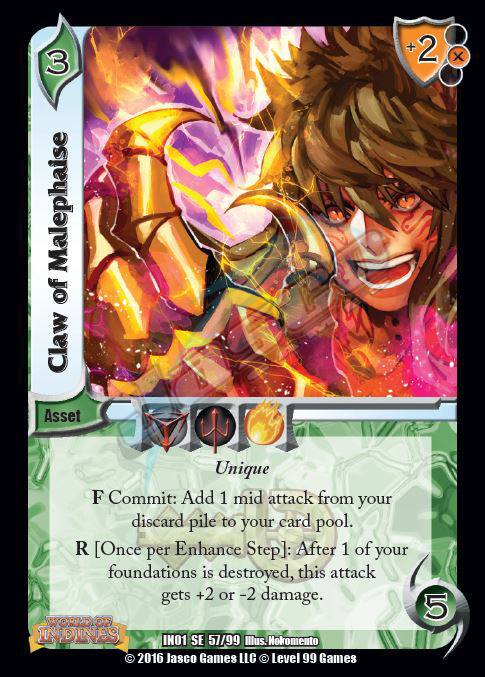 3
+2
Claw of Malephaise
Asset
Unique
F Commit: Add 1 mid attack from your
discard pile to your card pool.
R [Once per Enhance Step]: After 1 of your
foundations is destroyed, this attack
gets +2 or -2 damage.
5
WORLD OF
INDINES
IN01 SE 57/99 Illus. Nokomento
© 2016 Jasco Games LLC © Level 99 Games